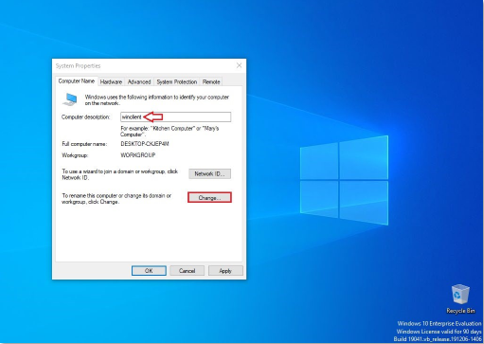 System Properties
Computer Name Hardware Advanced System Protection Remote
Windows uses the following information to identify your computer
on the network.
Computer description: winclient
For example: "Kitchen Computer" or "Mary's
Computer".
Full computer name: DESKTOP-CKJEP4M
Workgroup: WORKGROUP
To use a wizard to join a domain or workgroup, click
Network ID.
Network ID...
To rename this computer or change its domain or
workgroup, click Change.
Change...
OK Cancel Apply
Recycle Bin
Windows 10 Enterprise Evaluation
Windows License valid for 90 days
Build 19041.vb_release.191206-1406